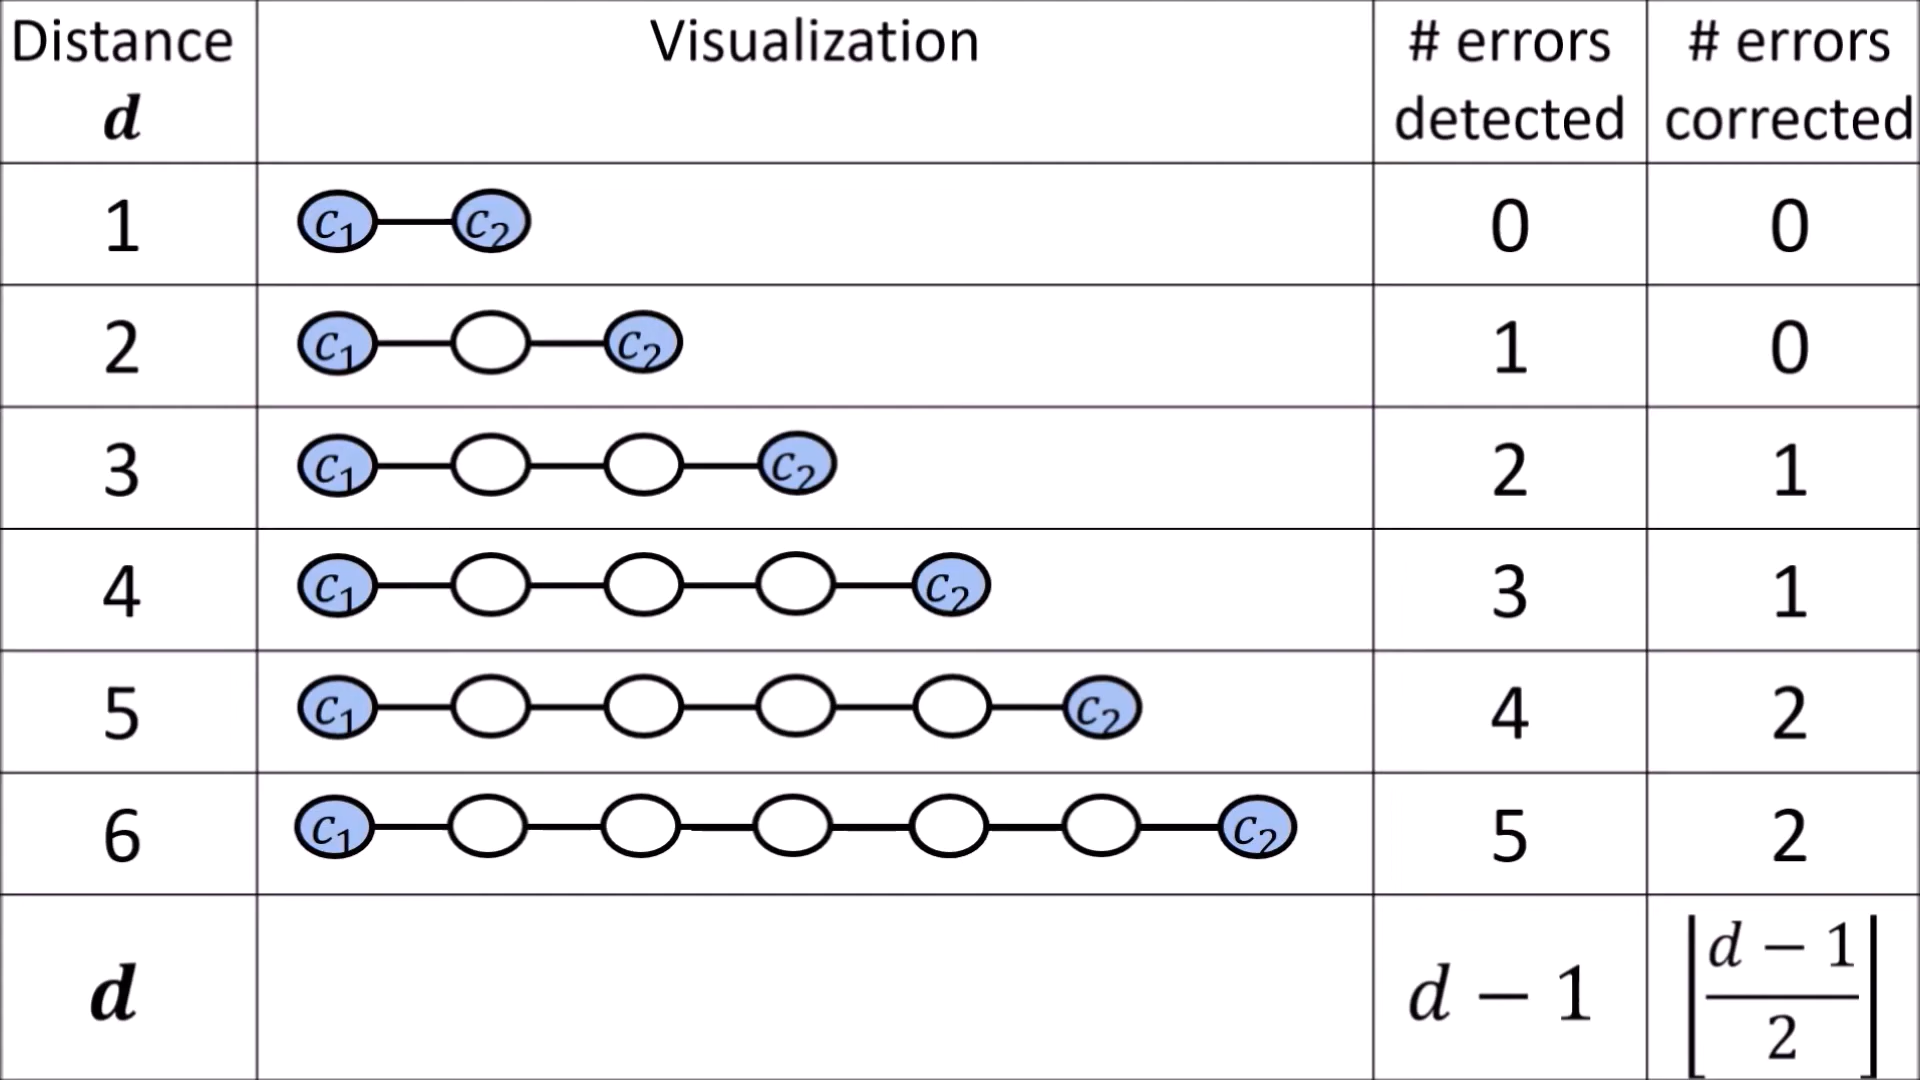 Distance d
Visualization
# errors detected
# errors corrected
1
c₁ c₂
0
0
2
c₁ c₂
1
0
3
c₁ c₂
2
1
4
c₁ c₂
3
1
5
c₁ c₂
4
2
6
c₁ c₂
5
2
d
d − 1
⌊(d − 1)/2⌋